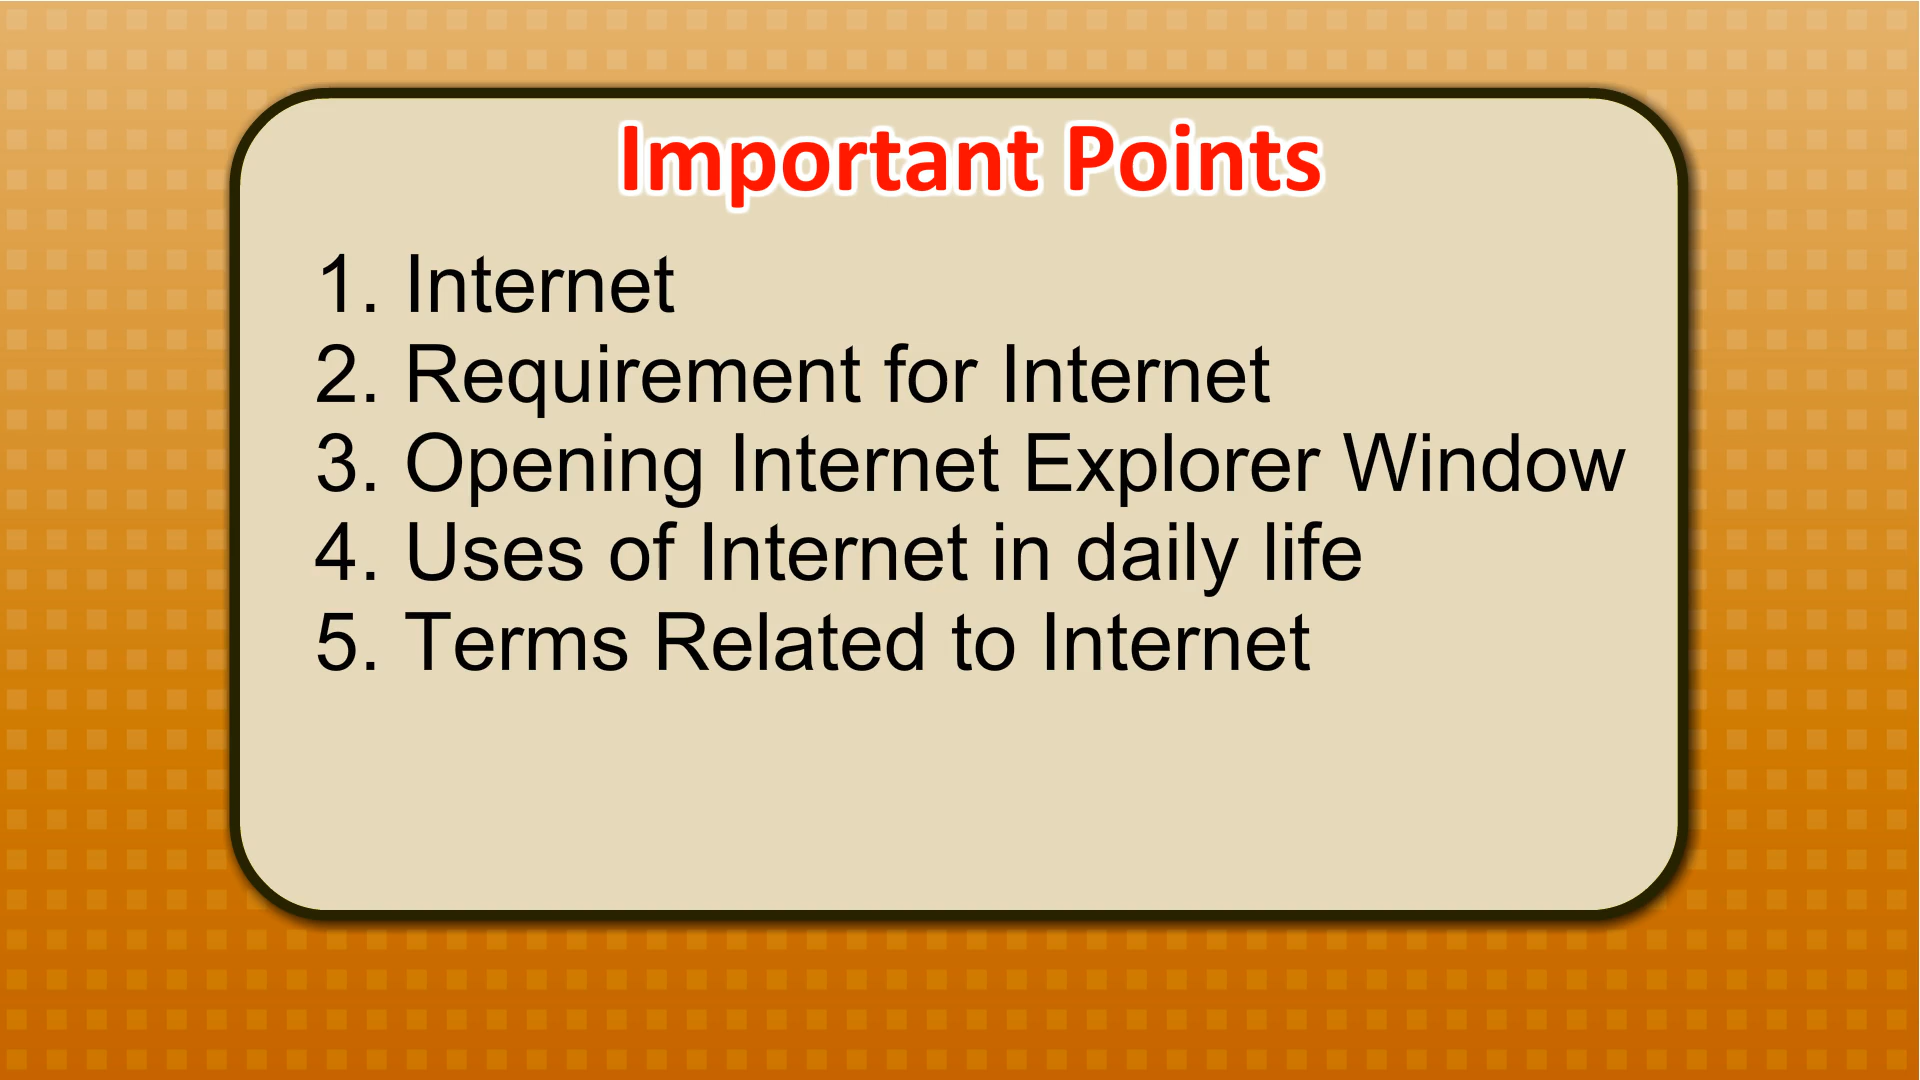 Important Points
1. Internet
2. Requirement for Internet
3. Opening Internet Explorer Window
4. Uses of Internet in daily life
5. Terms Related to Internet